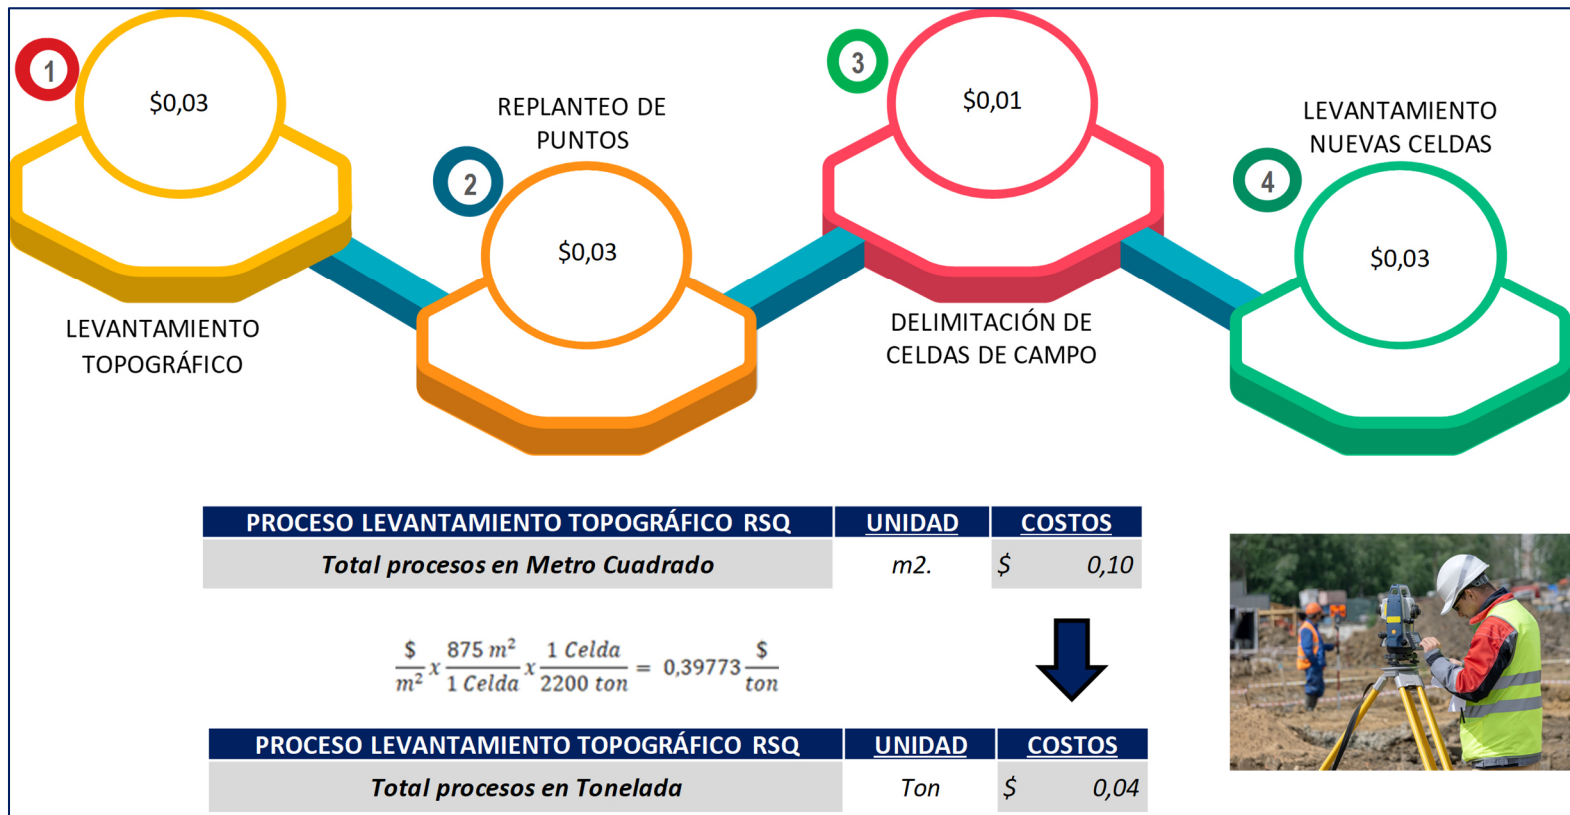 1
$0,03
LEVANTAMIENTO
TOPOGRÁFICO
REPLANTEO DE
PUNTOS
2
$0,03
3
$0,01
DELIMITACIÓN DE
CELDAS DE CAMPO
LEVANTAMIENTO
NUEVAS CELDAS
4
$0,03
PROCESO LEVANTAMIENTO TOPOGRÁFICO RSQ UNIDAD COSTOS
Total procesos en Metro Cuadrado m2. $ 0,10
$/m² x 875 m²/1 Celda x 1 Celda/2200 ton = 0,39773 $/ton
PROCESO LEVANTAMIENTO TOPOGRÁFICO RSQ UNIDAD COSTOS
Total procesos en Tonelada Ton $ 0,04